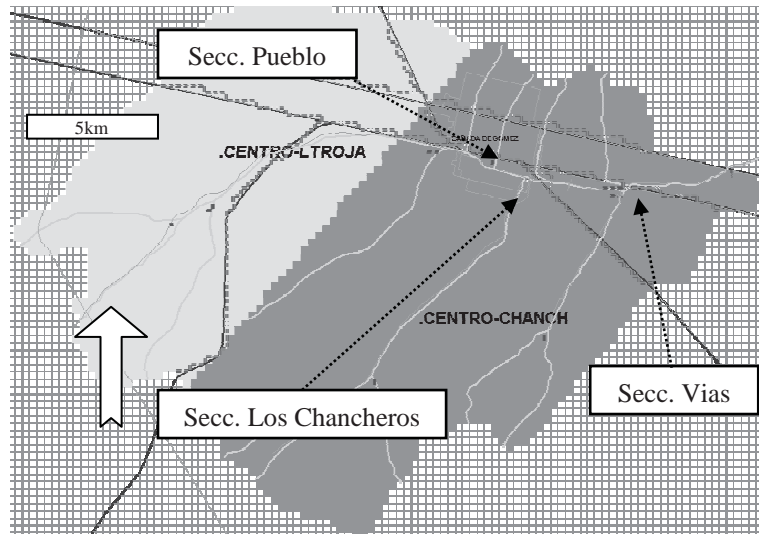 Secc. Pueblo
5km
.CENTRO-LTROJA
.CENTRO-CHANCH
Secc. Vias
Secc. Los Chancheros